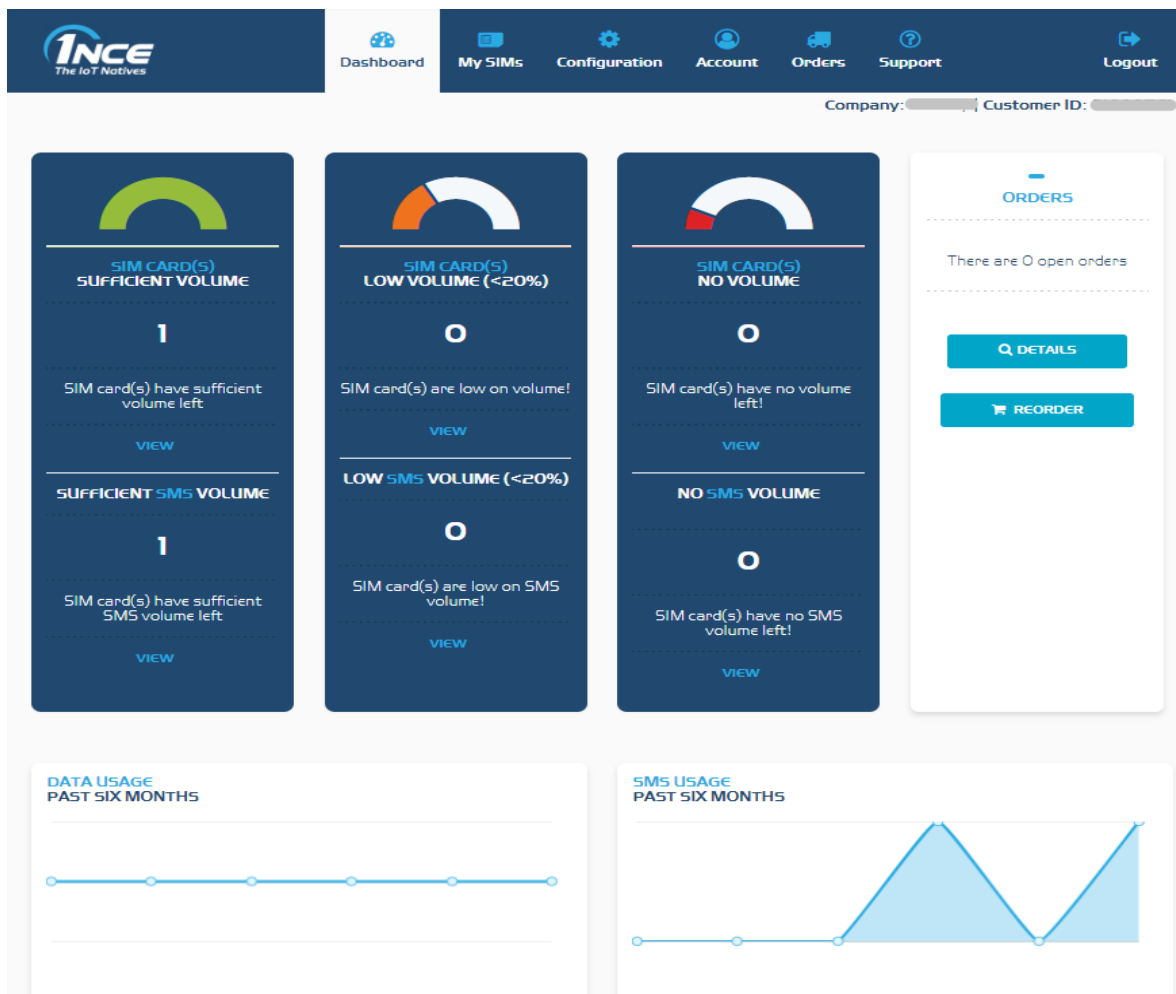 1NCE
The IoT Natives
Dashboard
My SIMs
Configuration
Account
Orders
Support
Logout
Company: | Customer ID:
SIM CARD(S)
SUFFICIENT VOLUME
1
SIM card(s) have sufficient
volume left
VIEW
SUFFICIENT SMS VOLUME
1
SIM card(s) have sufficient
SMS volume left
VIEW
SIM CARD(S)
LOW VOLUME (<20%)
0
SIM card(s) are low on volume!
VIEW
LOW SMS VOLUME (<20%)
0
SIM card(s) are low on SMS
volume!
VIEW
SIM CARD(S)
NO VOLUME
0
SIM card(s) have no volume
left!
VIEW
NO SMS VOLUME
0
SIM card(s) have no SMS
volume left!
VIEW
ORDERS
There are 0 open orders
DETAILS
REORDER
DATA USAGE
PAST SIX MONTHS
SMS USAGE
PAST SIX MONTHS